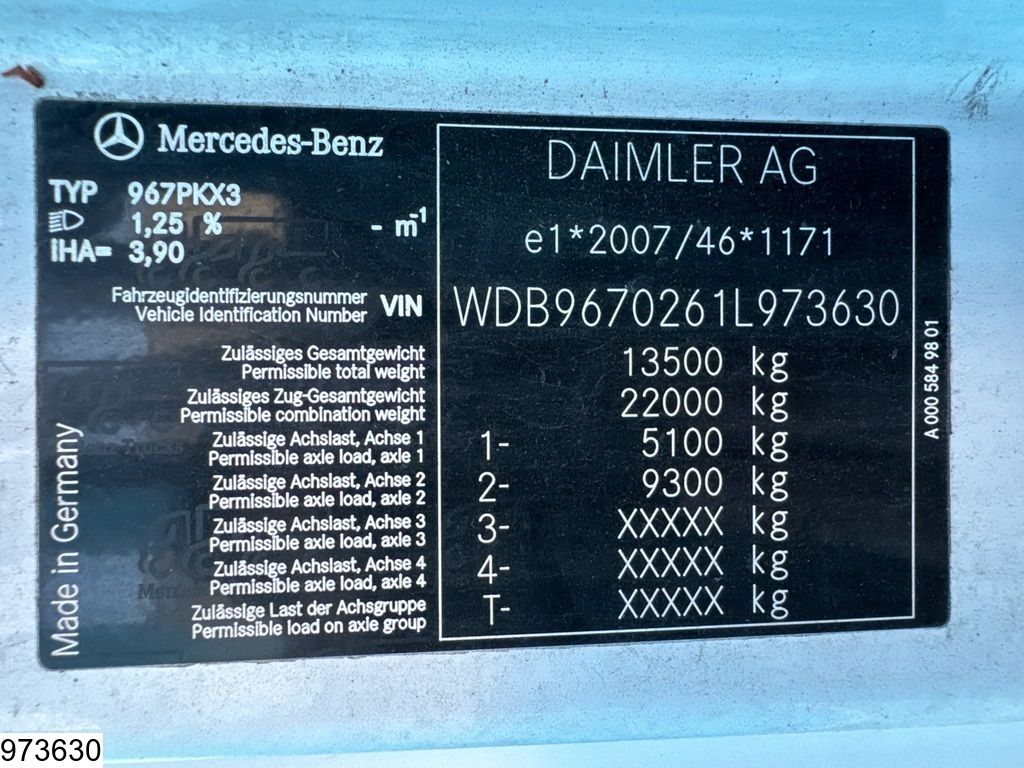 Mercedes-Benz
TYP 967PKX3
1,25 % - m-1
IHA= 3,90
DAIMLER AG
e1*2007/46*1171
Fahrzeugidentifizierungsnummer
Vehicle Identification Number
VIN WDB9670261L973630
Zulässiges Gesamtgewicht
Permissible total weight
13500 kg
Zulässiges Zug-Gesamtgewicht
Permissible combination weight
22000 kg
Zulässige Achslast, Achse 1
Permissible axle load, axle 1
1- 5100 kg
Zulässige Achslast, Achse 2
Permissible axle load, axle 2
2- 9300 kg
Zulässige Achslast, Achse 3
Permissible axle load, axle 3
3- XXXXX kg
Zulässige Achslast, Achse 4
Permissible axle load, axle 4
4- XXXXX kg
Zulässige Last der Achsgruppe
Permissible load on axle group
T- XXXXX kg
Made in Germany
A 000 584 98 01
973630